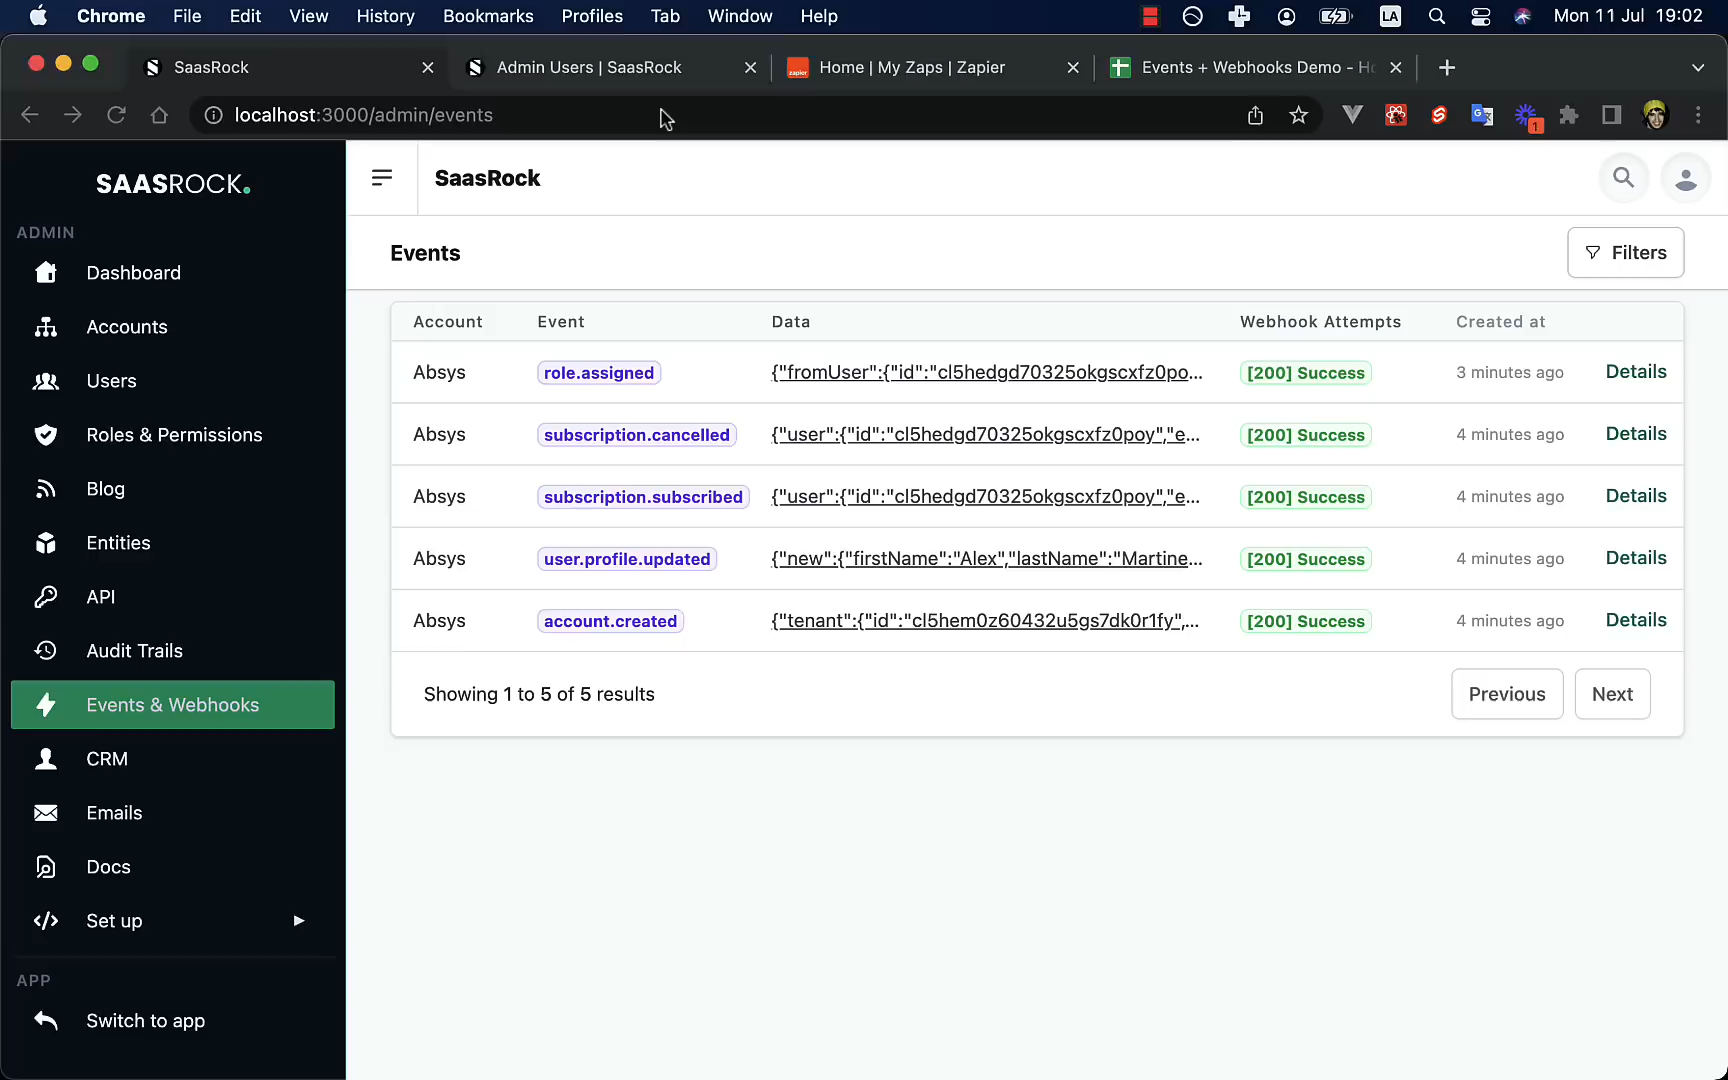 Chrome File Edit View History Bookmarks Profiles Tab Window Help LA Mon 11 Jul 19:02
SaasRock Admin Users | SaasRock zapier Home | My Zaps | Zapier Events + Webhooks Demo - Ho
localhost:3000/admin/events 1
SAASROCK.
SaasRock
ADMIN
Dashboard
Accounts
Users
Roles & Permissions
Blog
Entities
API
Audit Trails
Events & Webhooks
CRM
Emails
Docs
Set up
APP
Switch to app
Events Filters
Account Event Data Webhook Attempts Created at
Absys role.assigned {"fromUser":{"id":"cl5hedgd70325okgscxfz0po... [200] Success 3 minutes ago Details
Absys subscription.cancelled {"user":{"id":"cl5hedgd70325okgscxfz0poy","e... [200] Success 4 minutes ago Details
Absys subscription.subscribed {"user":{"id":"cl5hedgd70325okgscxfz0poy","e... [200] Success 4 minutes ago Details
Absys user.profile.updated {"new":{"firstName":"Alex","lastName":"Martine... [200] Success 4 minutes ago Details
Absys account.created {"tenant":{"id":"cl5hem0z60432u5gs7dk0r1fy",... [200] Success 4 minutes ago Details
Showing 1 to 5 of 5 results Previous Next